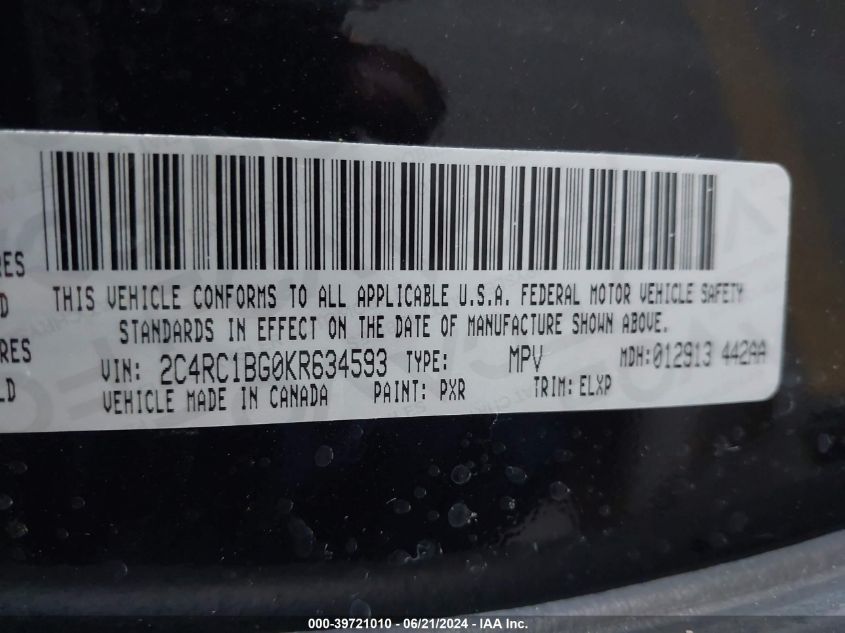 RES
D
RES
LD
THIS VEHICLE CONFORMS TO ALL APPLICABLE U.S.A. FEDERAL MOTOR VEHICLE SAFETY
STANDARDS IN EFFECT ON THE DATE OF MANUFACTURE SHOWN ABOVE.
VIN: 2C4RC1BG0KR634593 TYPE: MPV MDH:012913 442AA
VEHICLE MADE IN CANADA PAINT: PXR TRIM: ELXP
000-39721010 - 06/21/2024 - IAA Inc.